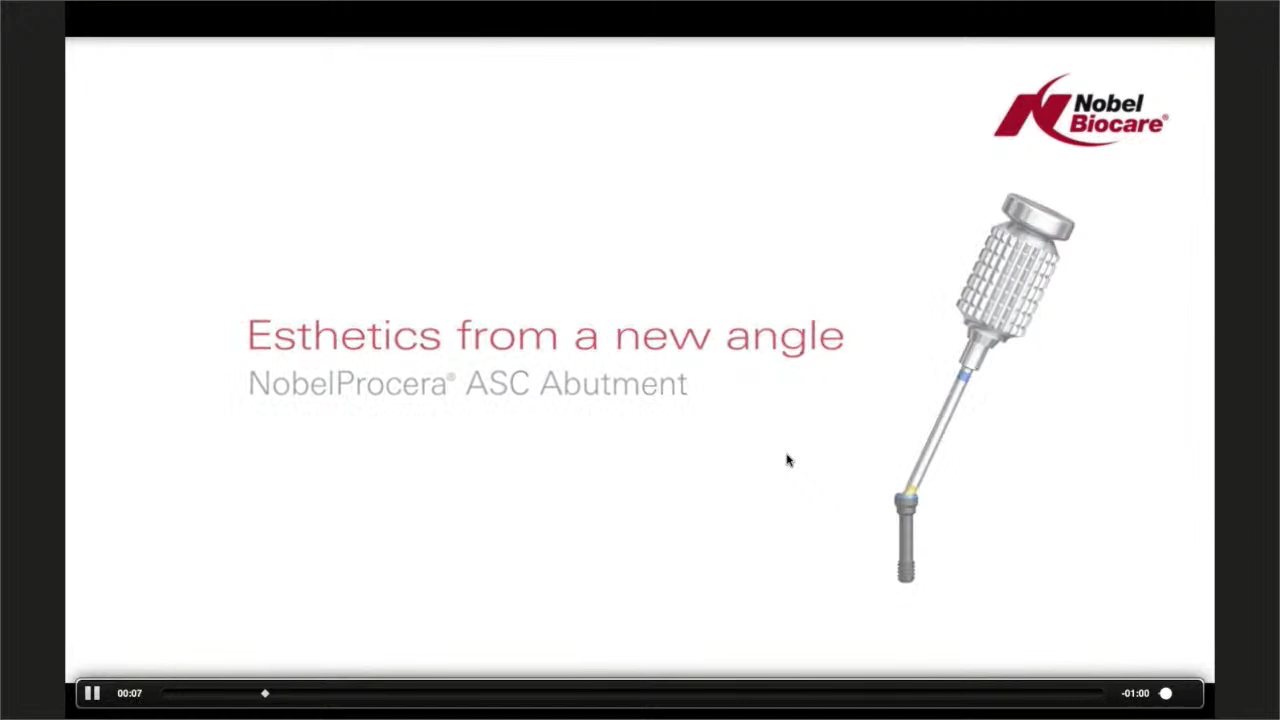 Nobel
Biocare®
Esthetics from a new angle
NobelProcera® ASC Abutment
00:07
-01:00